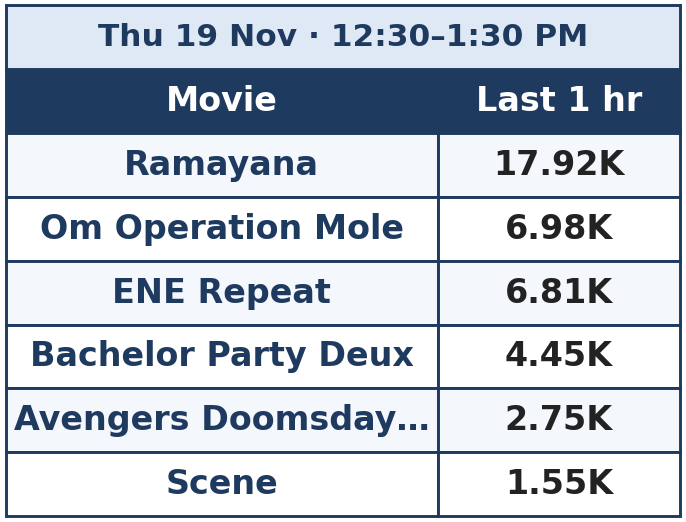 Thu 19 Nov · 12:30–1:30 PM
Movie Last 1 hr
Ramayana 17.92K
Om Operation Mole 6.98K
ENE Repeat 6.81K
Bachelor Party Deux 4.45K
Avengers Doomsday… 2.75K
Scene 1.55K